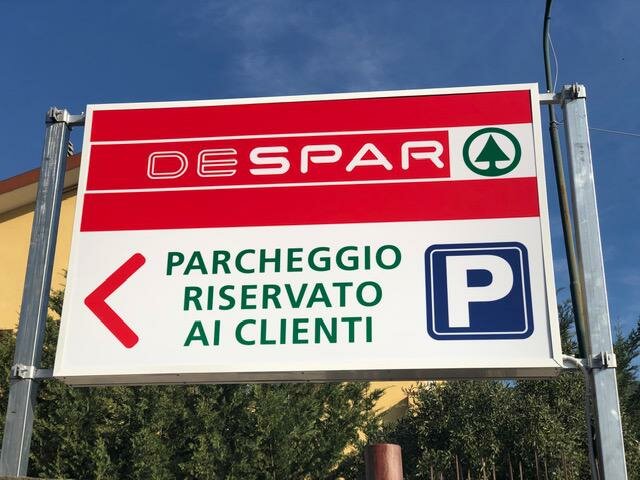 DESPAR
PARCHEGGIO
RISERVATO
AI CLIENTI
P